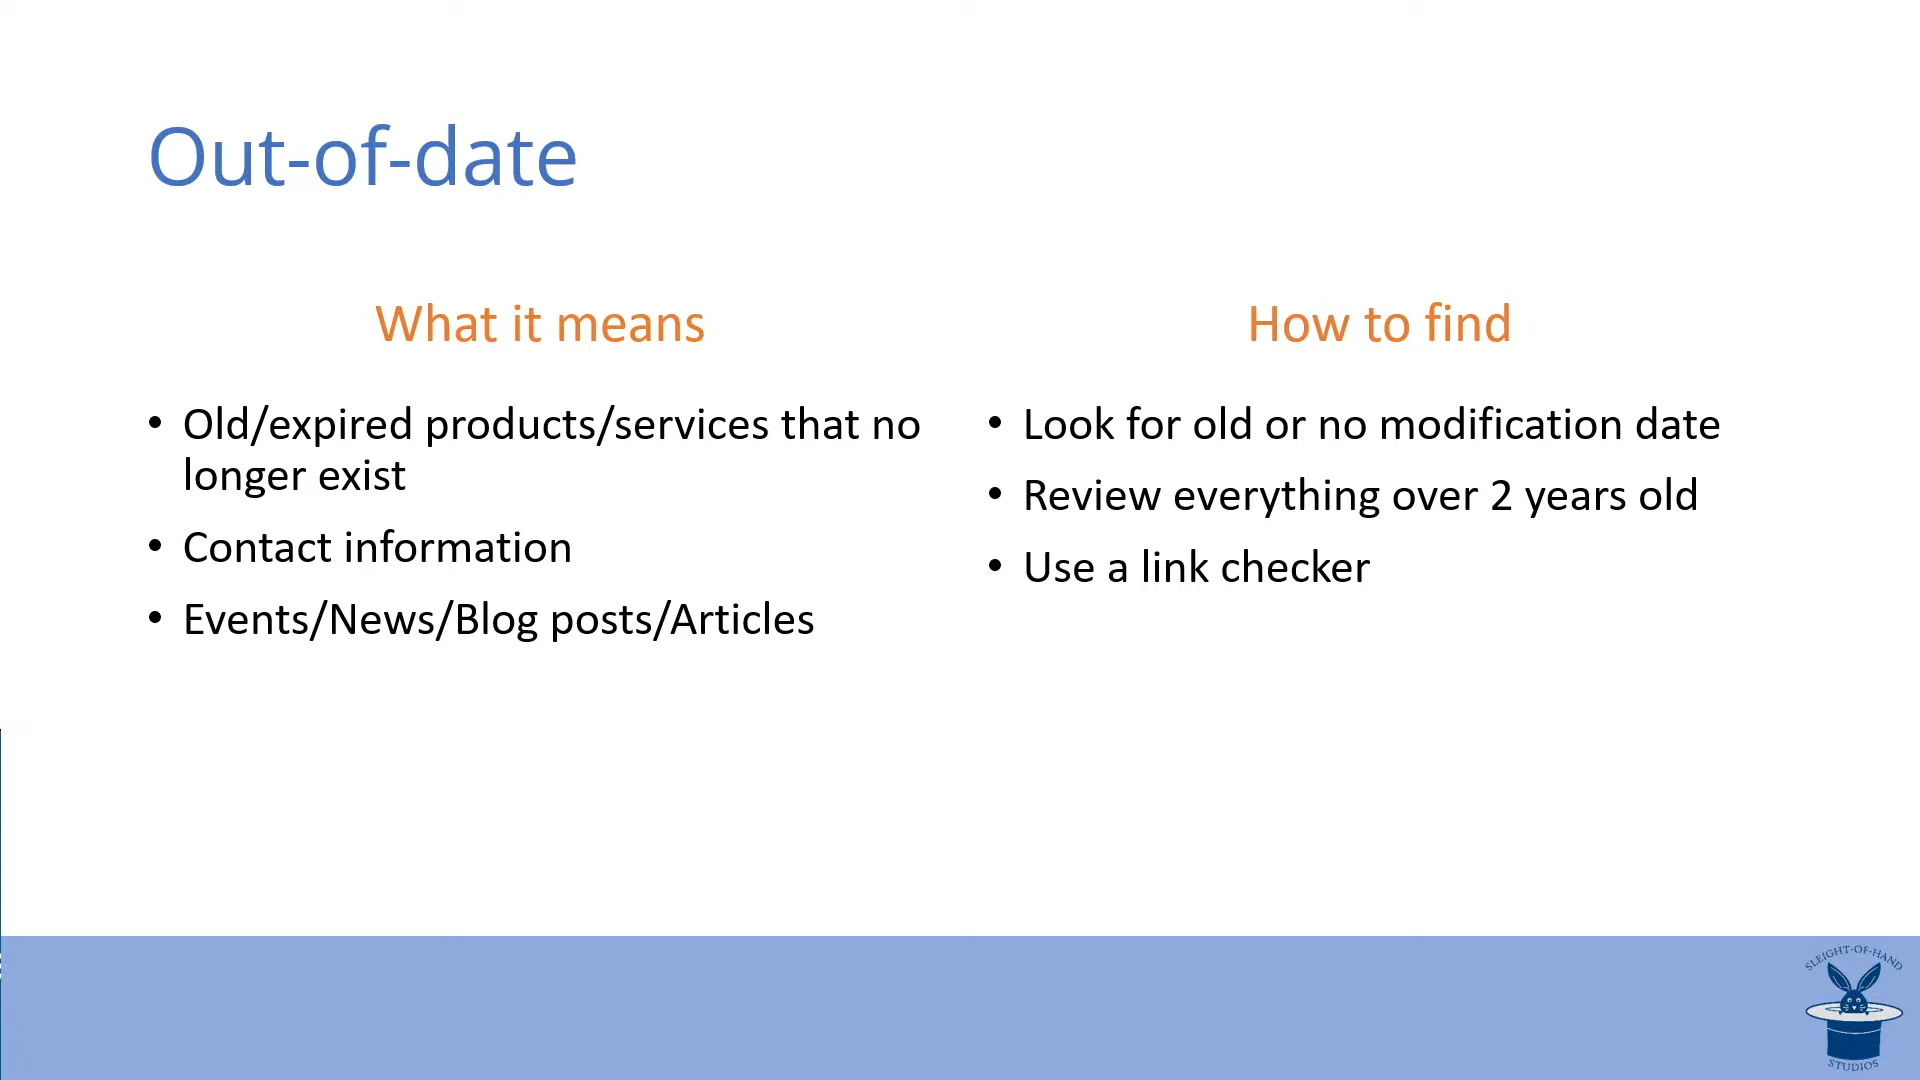 Out-of-date
What it means
• Old/expired products/services that no
longer exist
• Contact information
• Events/News/Blog posts/Articles
How to find
• Look for old or no modification date
• Review everything over 2 years old
• Use a link checker
SLEIGHT-OF-HAND
STUDIOS